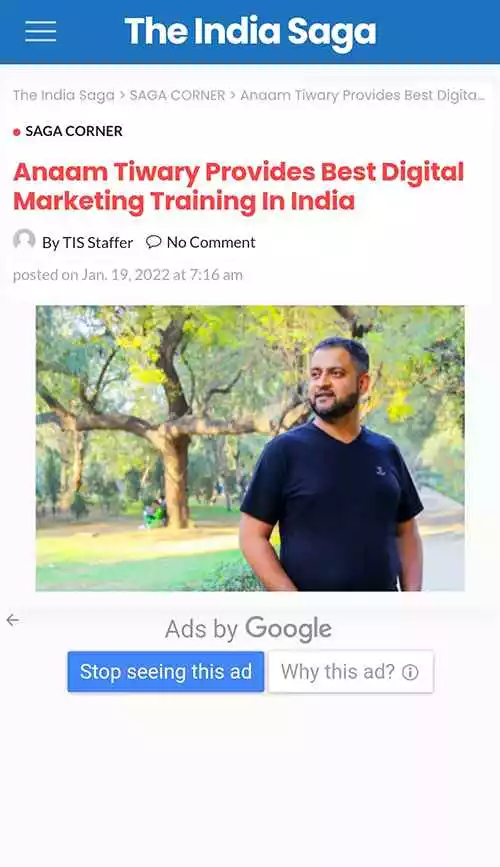 The India Saga
The India Saga > SAGA CORNER > Anaam Tiwary Provides Best Digita...
SAGA CORNER
Anaam Tiwary Provides Best Digital
Marketing Training In India
By TIS Staffer No Comment
posted on Jan. 19, 2022 at 7:16 am
Ads by Google
Stop seeing this ad Why this ad?